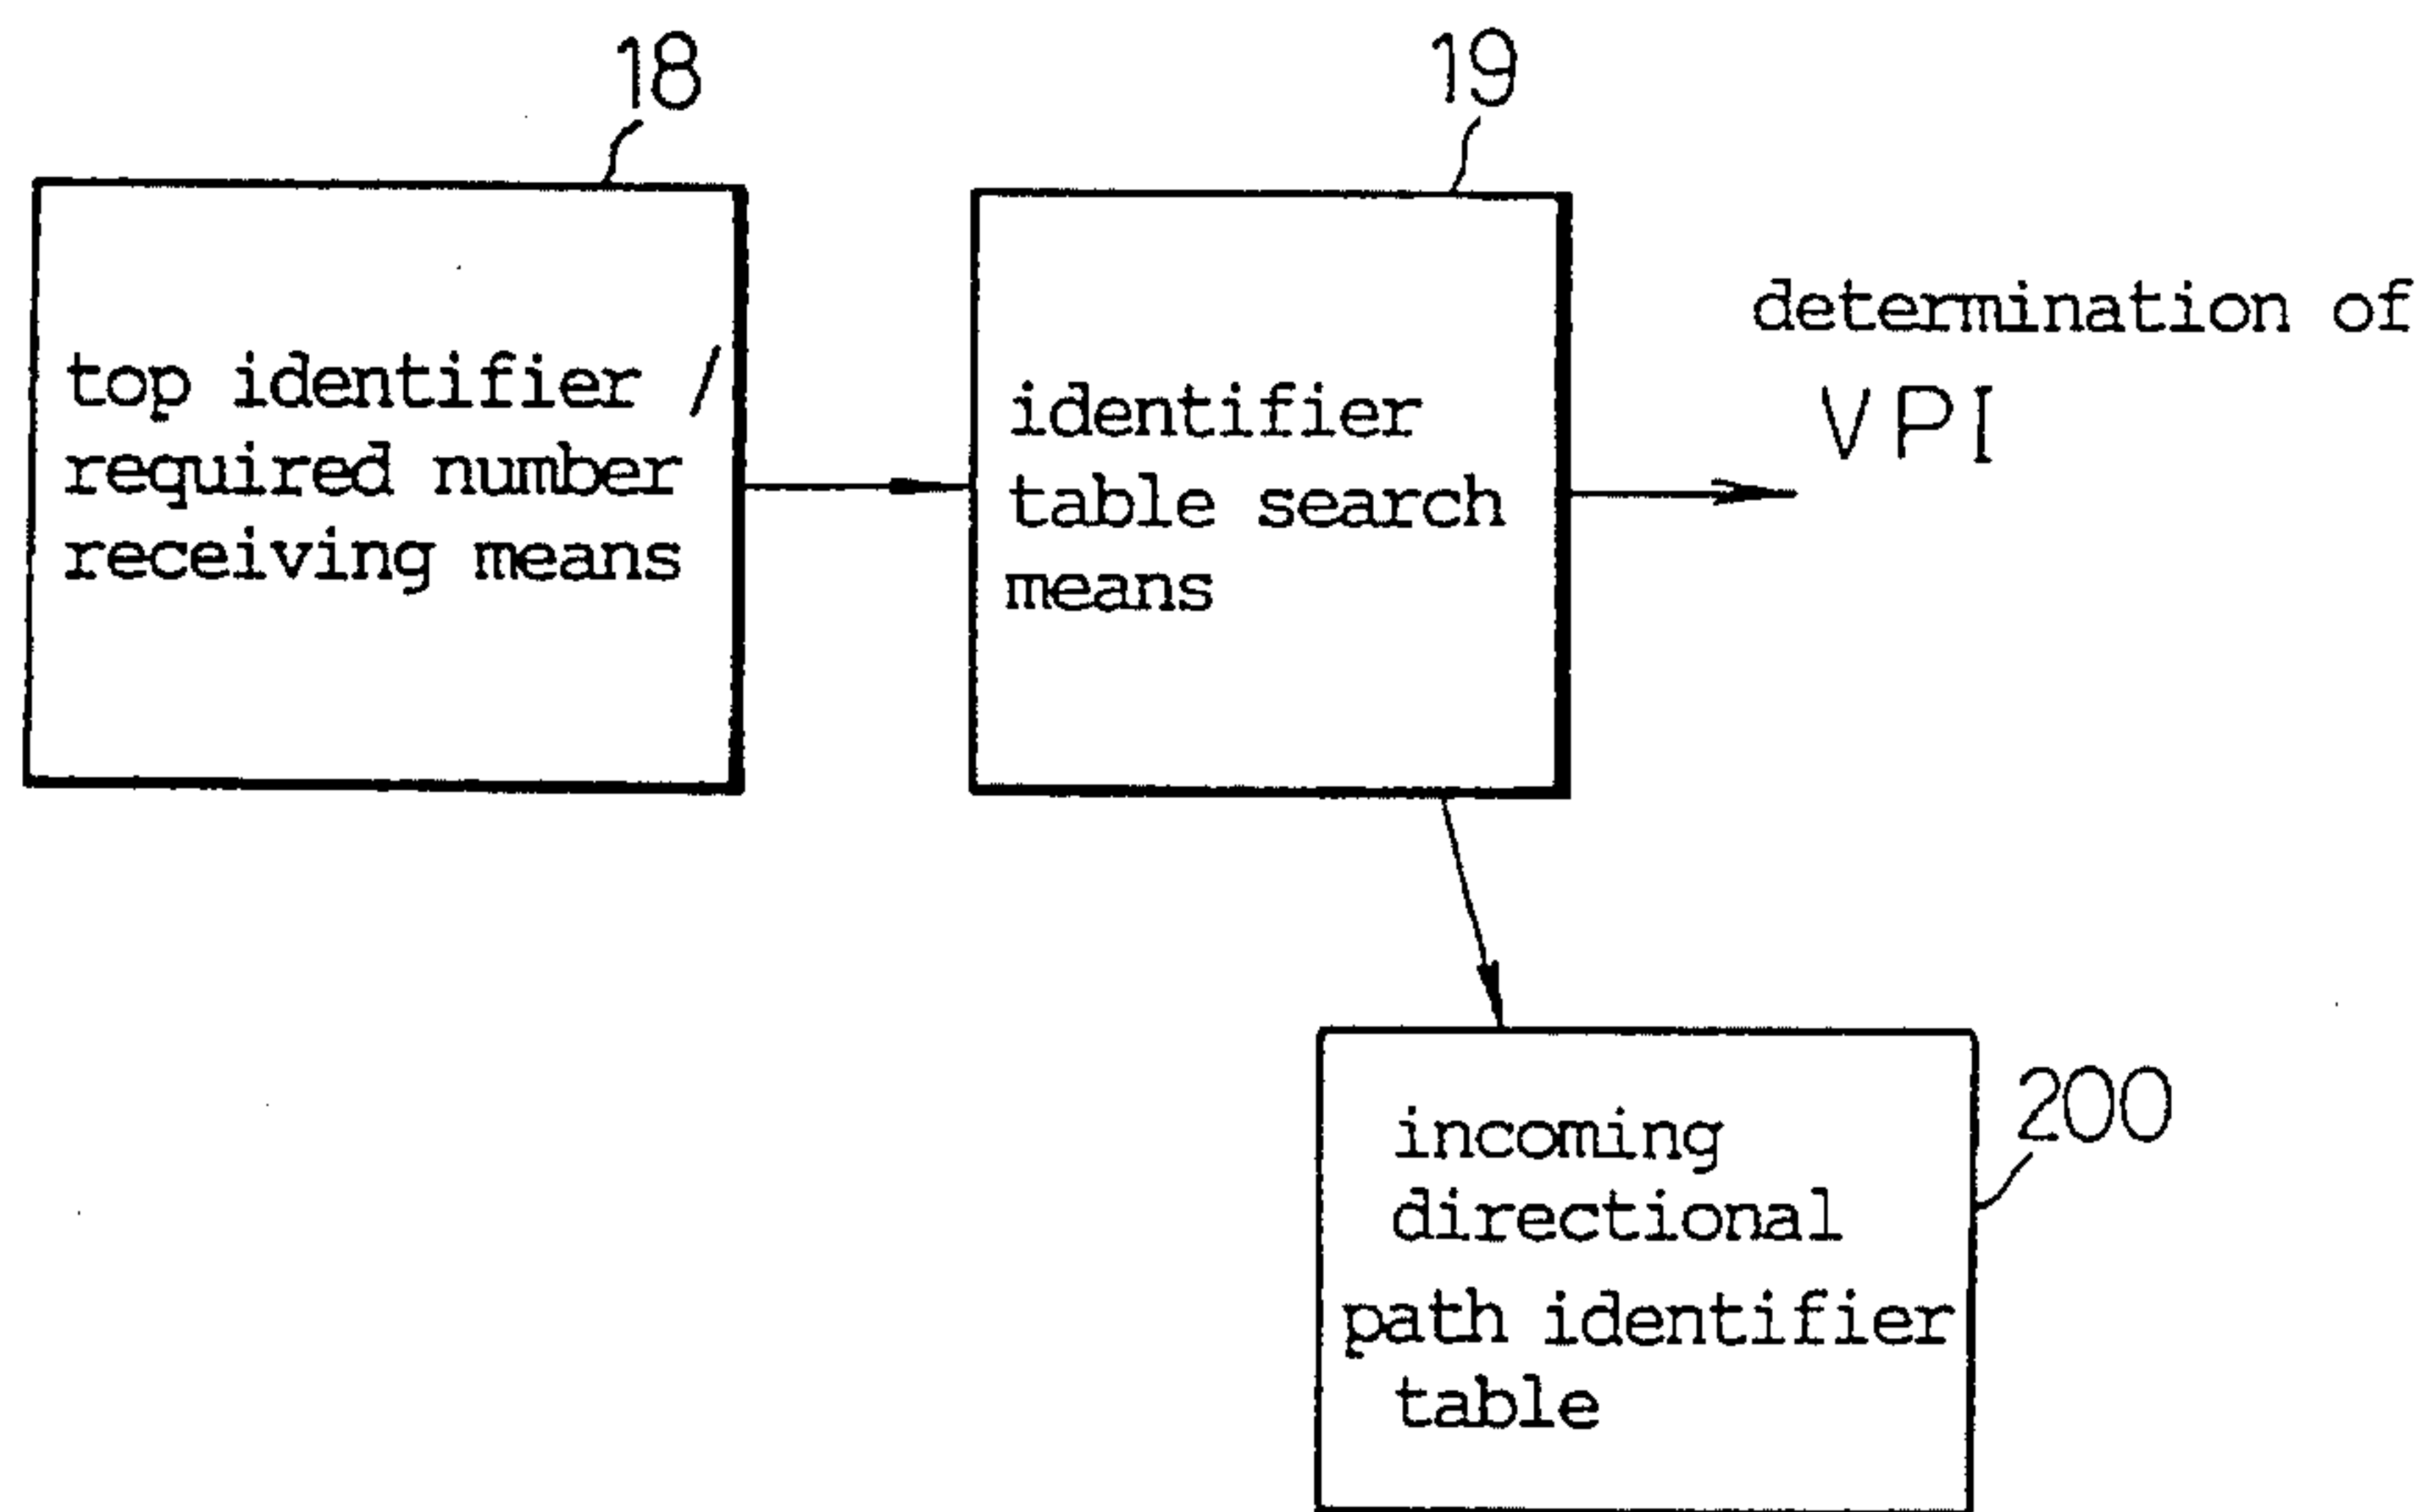 18
19
top identifier /
required number
receiving means
identifier
table search
means
determination of
VPI
incoming
directional
path identifier
table
200